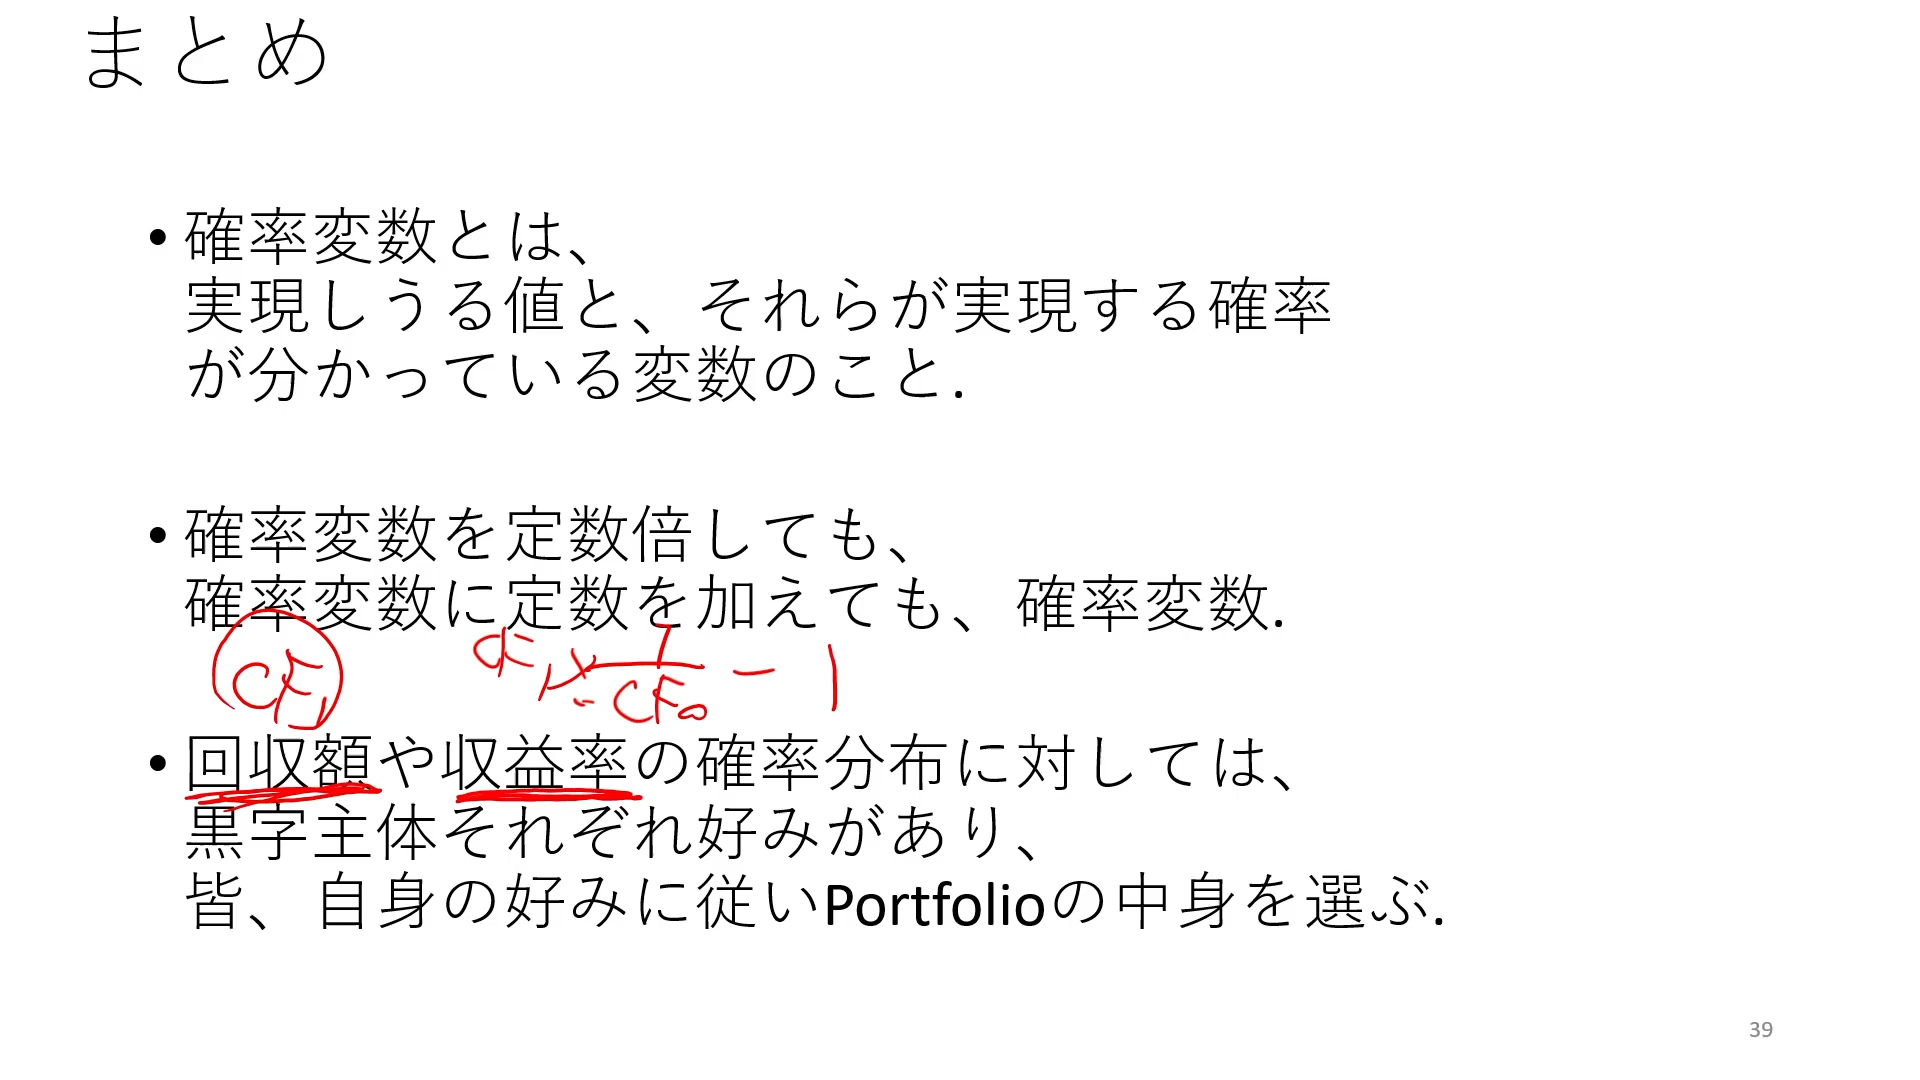 まとめ
• 確率変数とは、
実現しうる値と、それらが実現する確率
が分かっている変数のこと.
• 確率変数を定数倍しても、
確率変数に定数を加えても、確率変数.
CF₁
CF₁ × 1/-CF₀ - 1
• 回収額や収益率の確率分布に対しては、
黒字主体それぞれ好みがあり、
皆、自身の好みに従いPortfolioの中身を選ぶ.
39